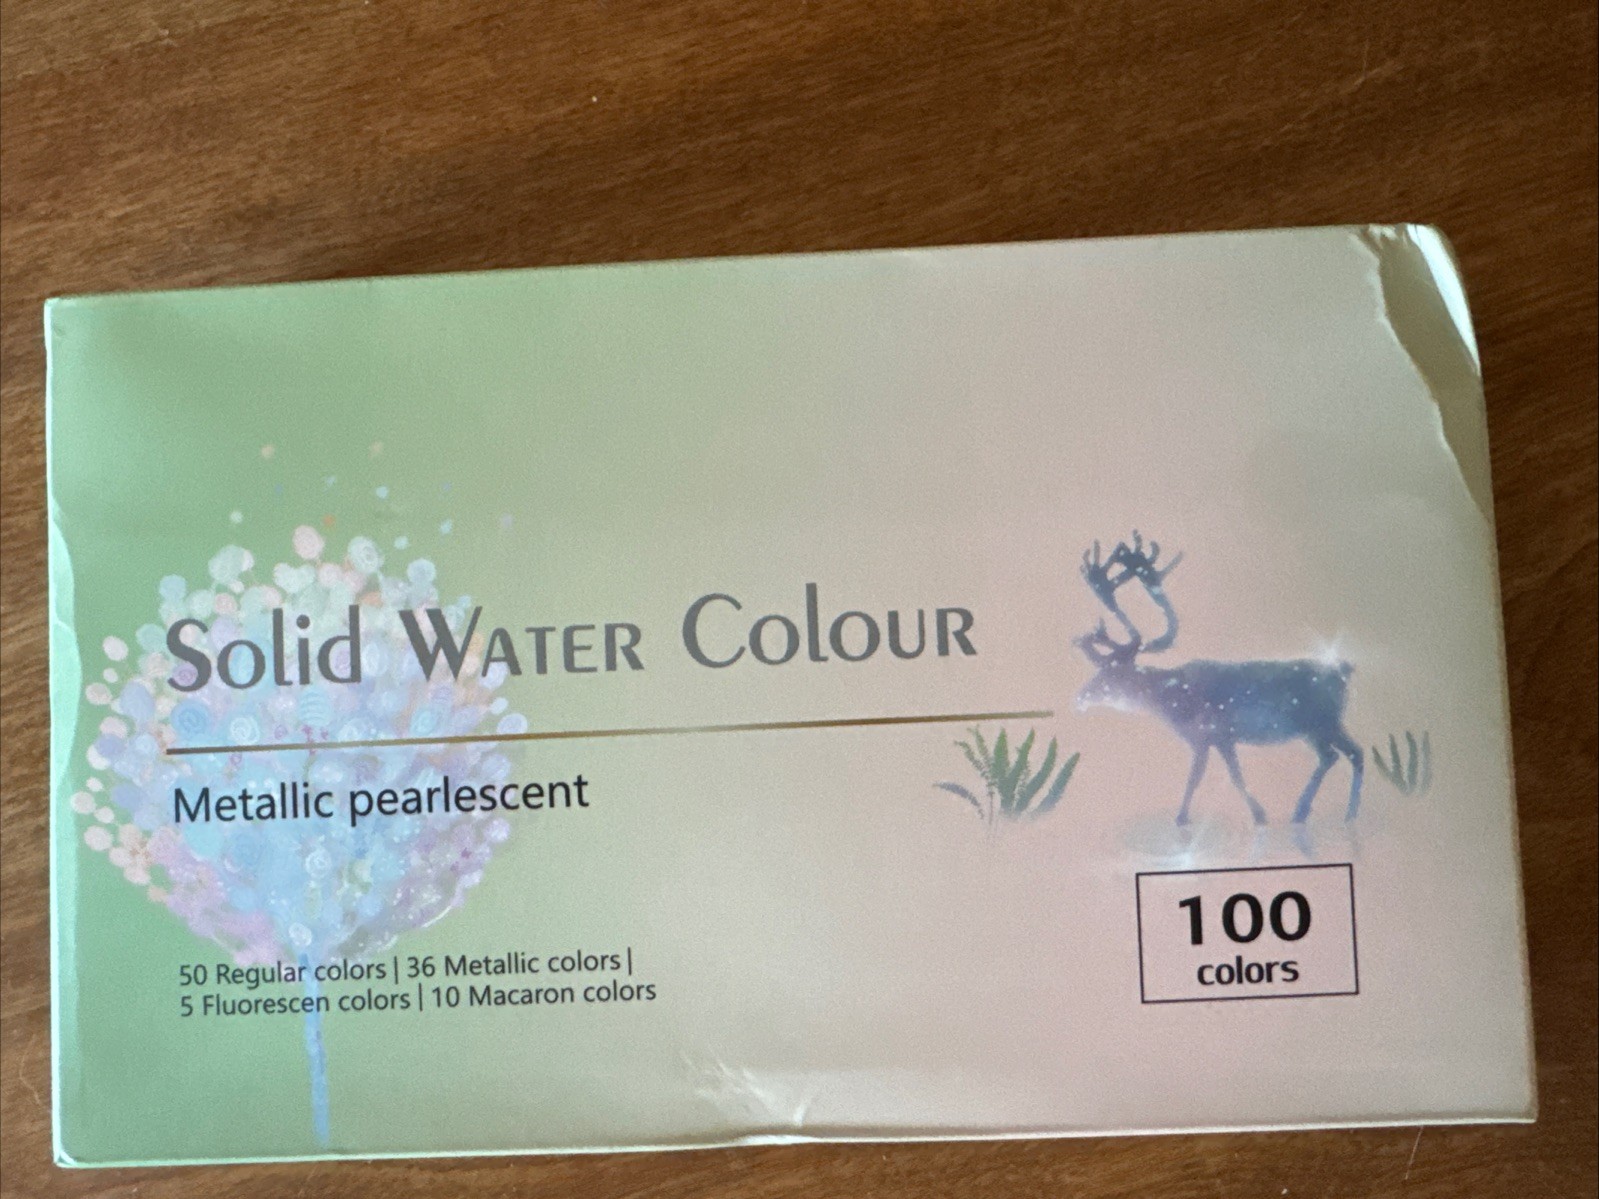 Solid WATER ColoUR
Metallic pearlescent
50 Regular colors | 36 Metallic colors |
5 Fluorescen colors | 10 Macaron colors
100
colors